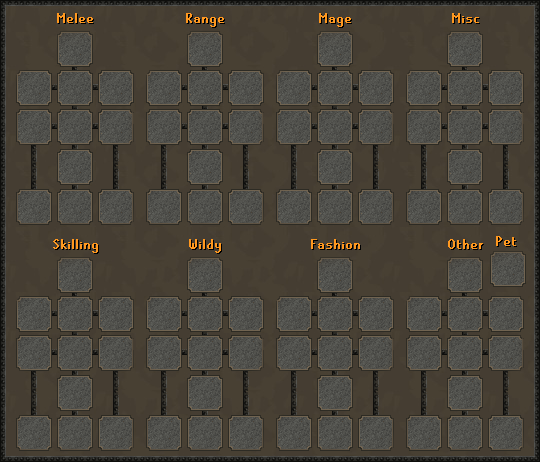 Melee
Range
Mage
Misc
Skilling
Wildy
Fashion
Other
Pet